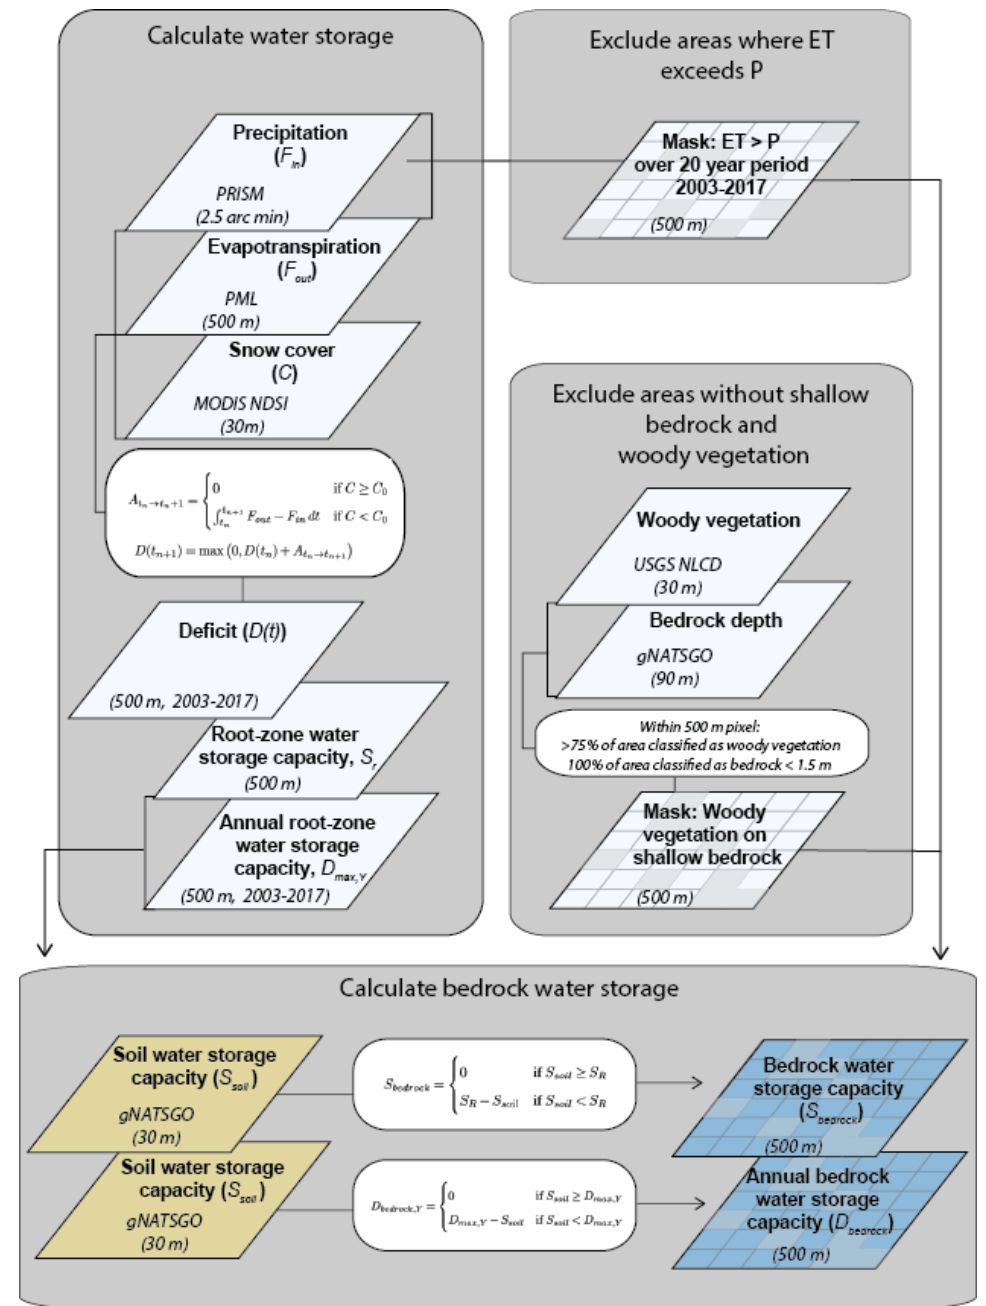 Calculate water storage
Precipitation
(F_in)
PRISM
(2.5 arc min)
Evapotranspiration
(F_out)
PML
(500 m)
Snow cover
(C)
MODIS NDSI
(30m)
A_{t_n→t_n+1} = { 0 if C ≥ C_0
∫_{t_n}^{t_{n+1}} F_out − F_in dt if C < C_0
D(t_{n+1}) = max (0, D(t_n) + A_{t_n→t_n+1})
Deficit (D(t))
(500 m, 2003-2017)
Root-zone water
storage capacity, S_r
(500 m)
Annual root-zone
water storage
capacity, D_max,Y
(500 m, 2003-2017)
Exclude areas where ET
exceeds P
Mask: ET > P
over 20 year period
2003-2017
(500 m)
Exclude areas without shallow
bedrock and
woody vegetation
Woody vegetation
USGS NLCD
(30 m)
Bedrock depth
gNATSGO
(90 m)
Within 500 m pixel:
>75% of area classified as woody vegetation
100% of area classified as bedrock < 1.5 m
Mask: Woody
vegetation on
shallow bedrock
(500 m)
Calculate bedrock water storage
Soil water storage
capacity (S_soil)
gNATSGO
(30 m)
S_bedrock = { 0 if S_soil ≥ S_R
S_R − S_soil if S_soil < S_R
Bedrock water
storage capacity
(S_bedrock)
(500 m)
Soil water storage
capacity (S_soil)
gNATSGO
(30 m)
D_bedrock,Y = { 0 if S_soil ≥ D_max,Y
D_max,Y − S_soil if S_soil < D_max,Y
Annual bedrock
water storage
capacity (D_bedrock)
(500 m)